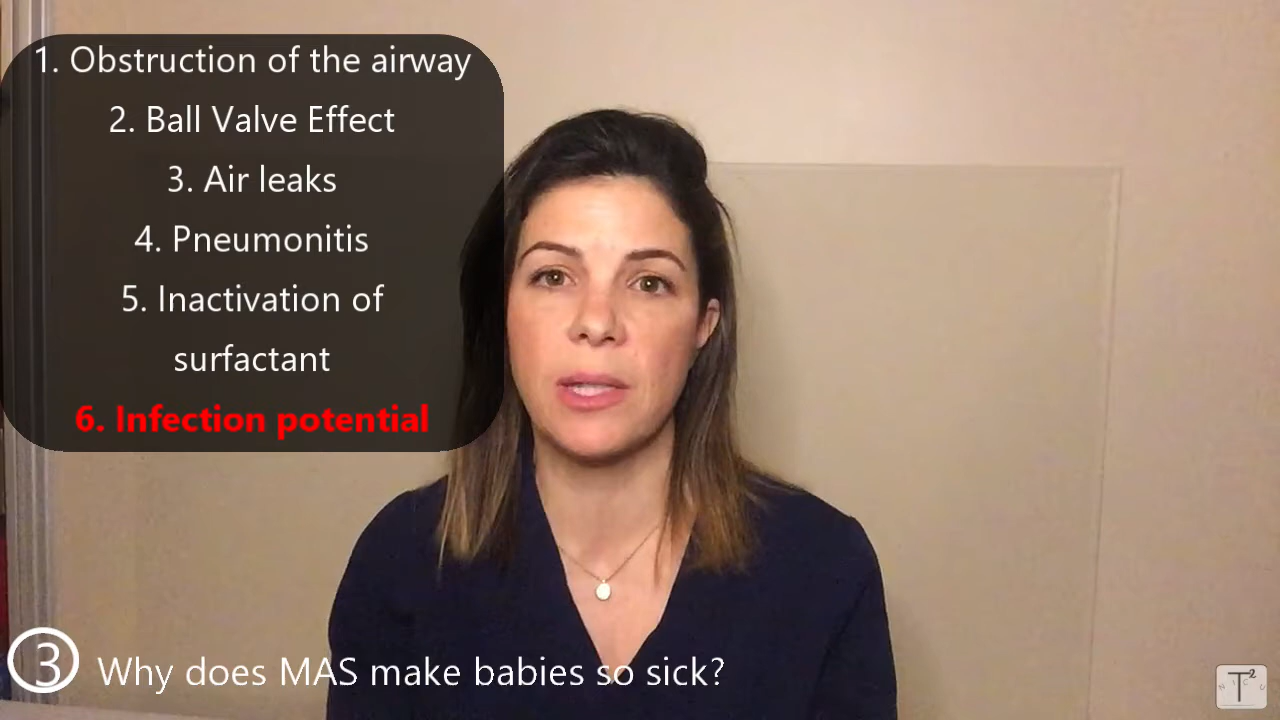 1. Obstruction of the airway
2. Ball Valve Effect
3. Air leaks
4. Pneumonitis
5. Inactivation of
surfactant
6. Infection potential
3 Why does MAS make babies so sick?
T²